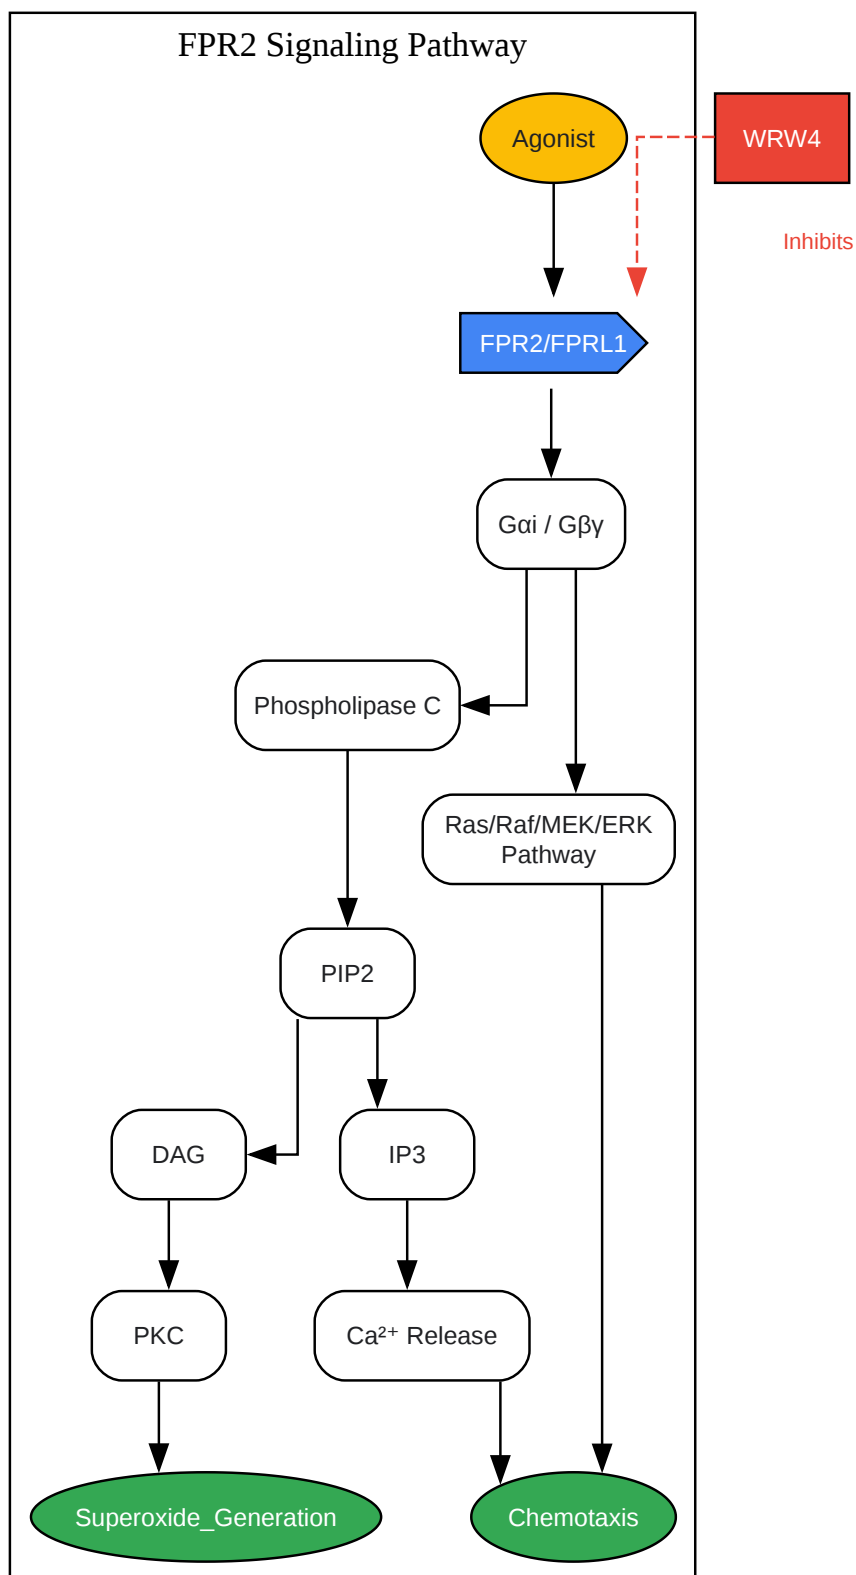 FPR2 Signaling Pathway
Agonist
WRW4
Inhibits
FPR2/FPRL1
Gαi / Gβγ
Phospholipase C
Ras/Raf/MEK/ERK
Pathway
PIP2
DAG
IP3
PKC
Ca²⁺ Release
Superoxide_Generation
Chemotaxis